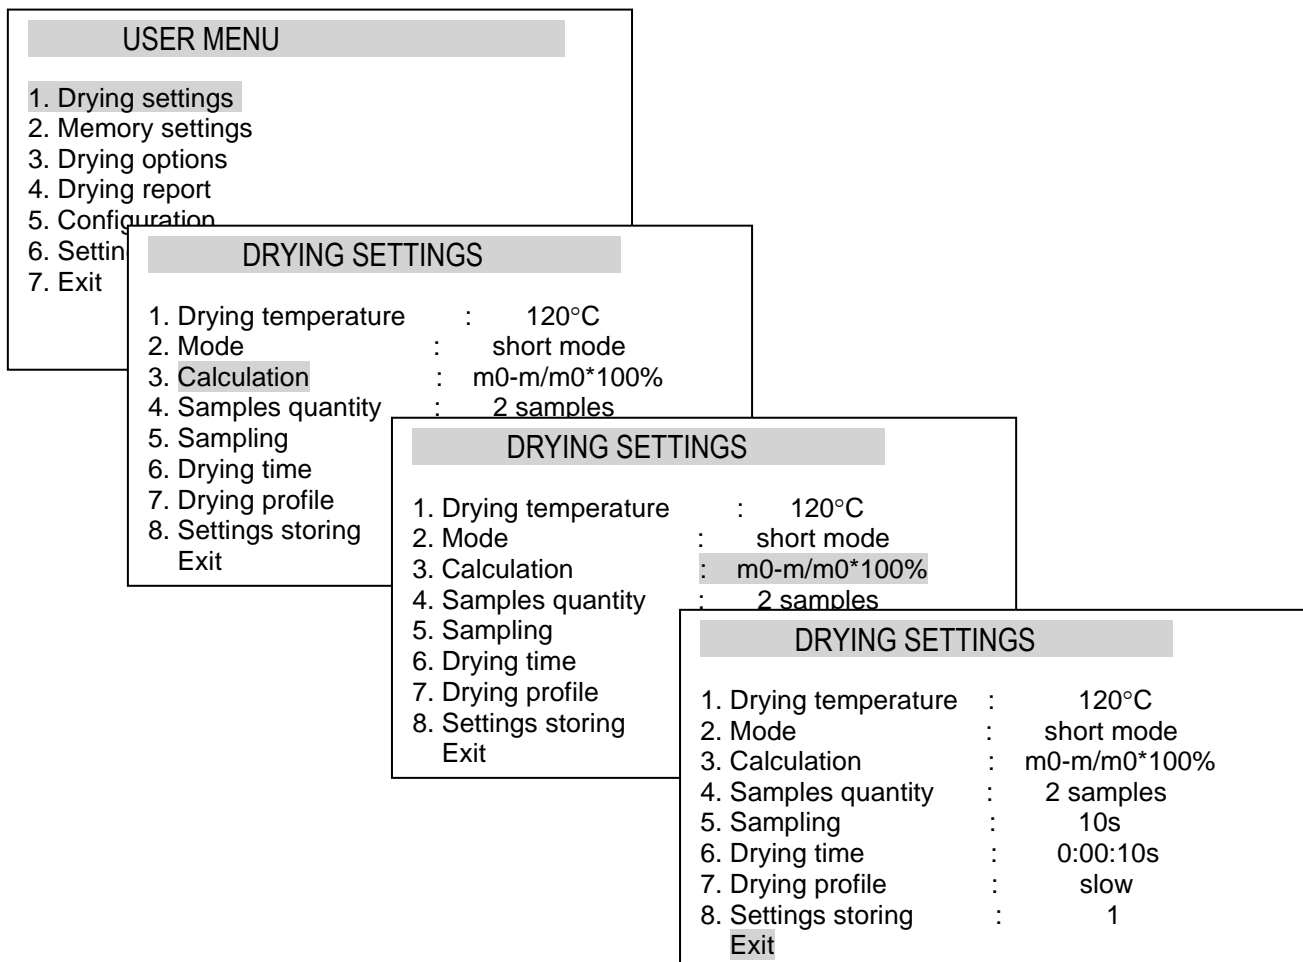 USER MENU
1. Drying settings
2. Memory settings
3. Drying options
4. Drying report
5. Configuration
6. Settin
7. Exit
DRYING SETTINGS
1. Drying temperature : 120°C
2. Mode : short mode
3. Calculation : m0-m/m0*100%
4. Samples quantity : 2 samples
5. Sampling
6. Drying time
7. Drying profile
8. Settings storing
Exit
DRYING SETTINGS
1. Drying temperature : 120°C
2. Mode : short mode
3. Calculation : m0-m/m0*100%
4. Samples quantity : 2 samples
5. Sampling
6. Drying time
7. Drying profile
8. Settings storing
Exit
DRYING SETTINGS
1. Drying temperature : 120°C
2. Mode : short mode
3. Calculation : m0-m/m0*100%
4. Samples quantity : 2 samples
5. Sampling : 10s
6. Drying time : 0:00:10s
7. Drying profile : slow
8. Settings storing : 1
Exit